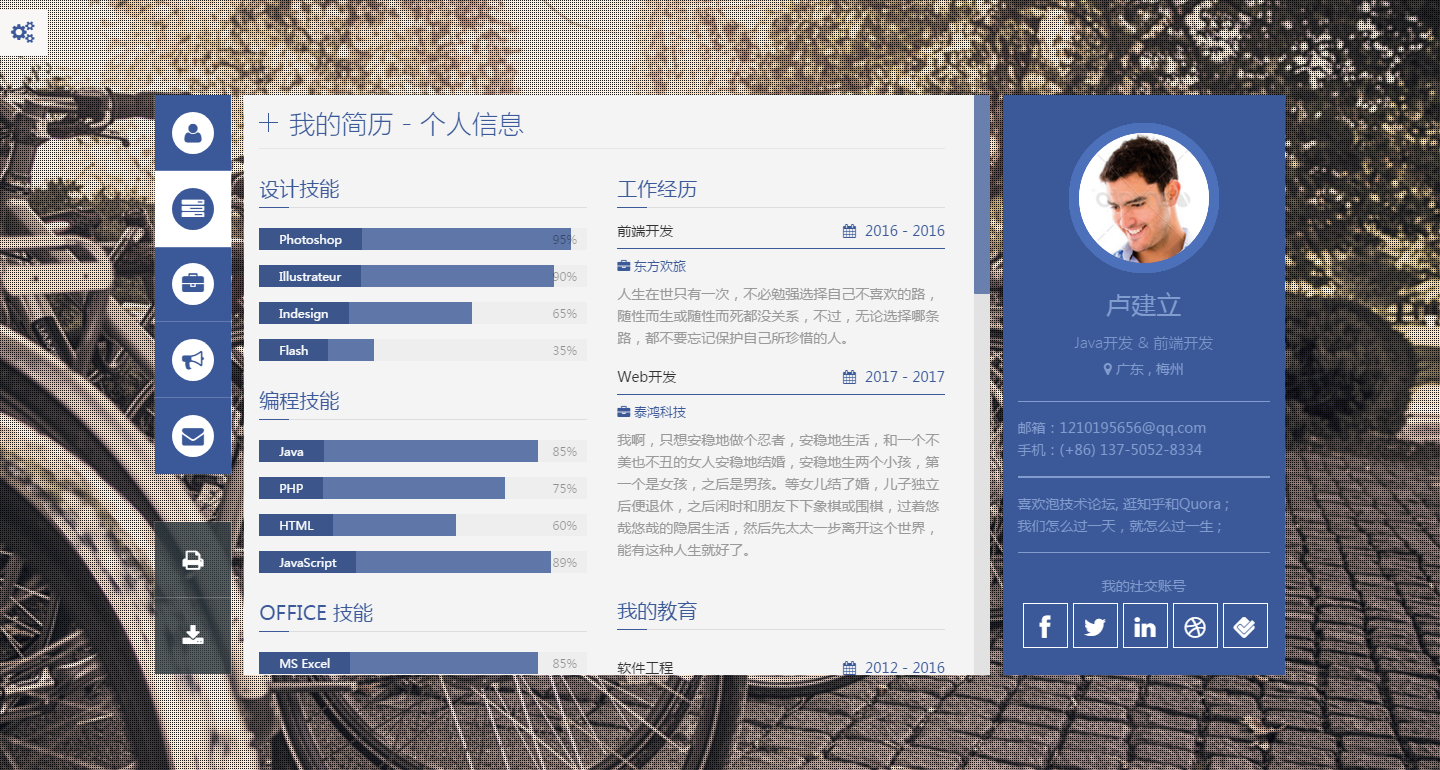 我的简历 - 个人信息
设计技能
Photoshop 95%
Illustrateur 90%
Indesign 65%
Flash 35%
编程技能
Java 85%
PHP 75%
HTML 60%
JavaScript 89%
OFFICE 技能
MS Excel 85%
工作经历
前端开发 2016 - 2016
东方欢旅
人生在世只有一次，不必勉强选择自己不喜欢的路，
随性而生或随性而死都没关系，不过，无论选择哪条
路，都不要忘记保护自己所珍惜的人。
Web开发 2017 - 2017
泰鸿科技
我啊，只想安稳地做个忍者，安稳地生活，和一个不
美也不丑的女人安稳地结婚，安稳地生两个小孩，第
一个是女孩，之后是男孩。等女儿结了婚，儿子独立
后便退休，之后闲时和朋友下下象棋或围棋，过着悠
哉悠哉的隐居生活，然后先太太一步离开这个世界，
能有这种人生就好了。
我的教育
软件工程 2012 - 2016
卢建立
Java开发 & 前端开发
广东 , 梅州
邮箱：1210195656@qq.com
手机：(+86) 137-5052-8334
喜欢泡技术论坛, 逛知乎和Quora ;
我们怎么过一天，就怎么过一生 ;
我的社交账号